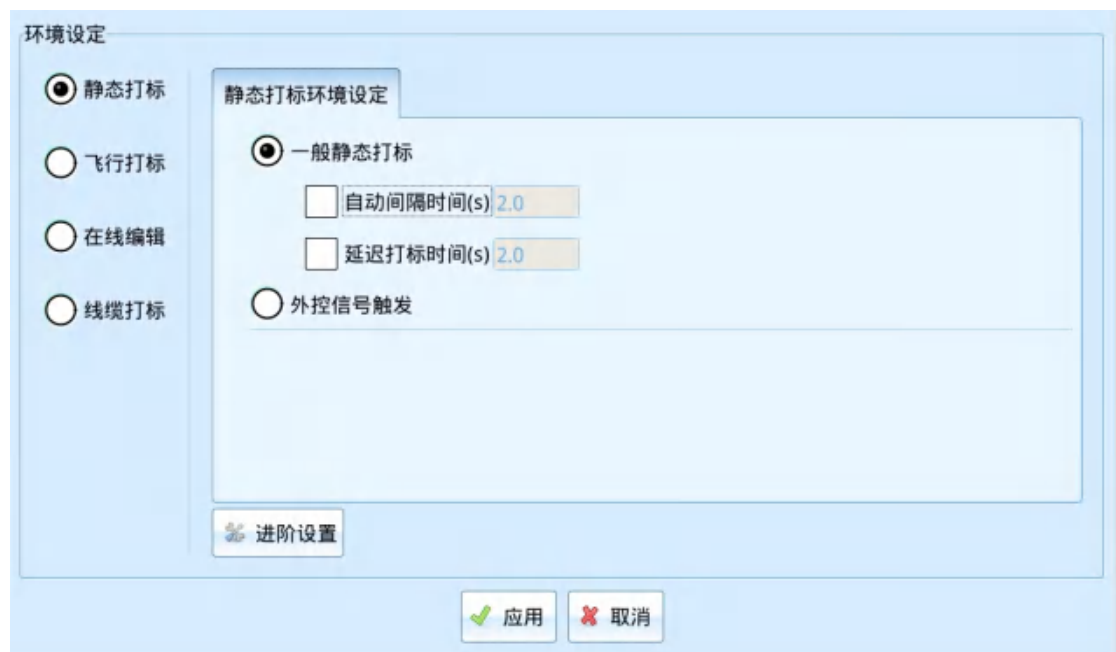 环境设定
静态打标
飞行打标
在线编辑
线缆打标
静态打标环境设定
一般静态打标
自动间隔时间(s) 2.0
延迟打标时间(s) 2.0
外控信号触发
进阶设置
应用 取消